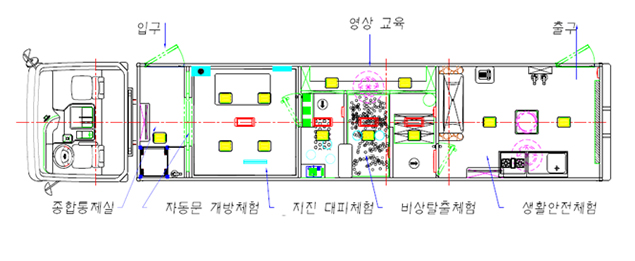 입구
영상 교육
출구
종합통제실
자동문 개방체험
지진 대피체험
비상탈출체험
생활안전체험